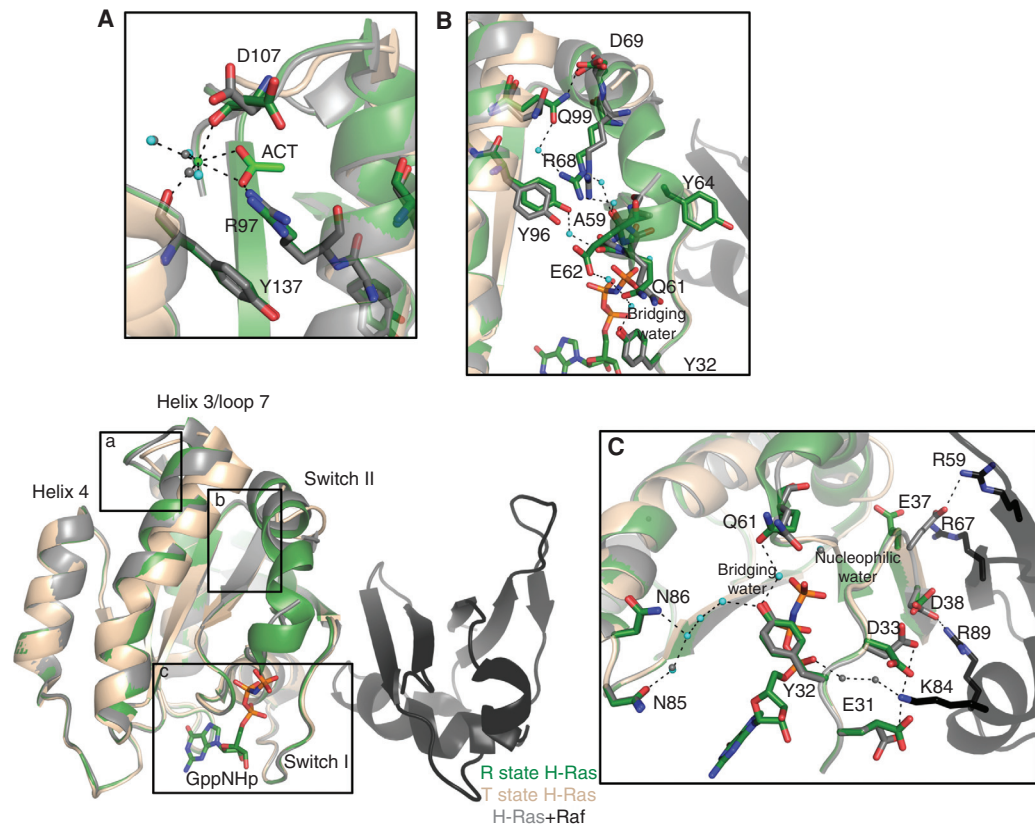 A
D107
ACT
R97
Y137
B
D69
Q99
R68
Y64
A59
Y96
E62
Q61
Bridging
water
Y32
Helix 3/loop 7
a
Switch II
Helix 4
b
c
Switch I
GppNHp
R state H-Ras
T state H-Ras
H-Ras+Raf
C
R59
E37
Q61
R67
Nucleophilic
water
Bridging
water
N86
D38
D33
R89
Y32
K84
E31
N85